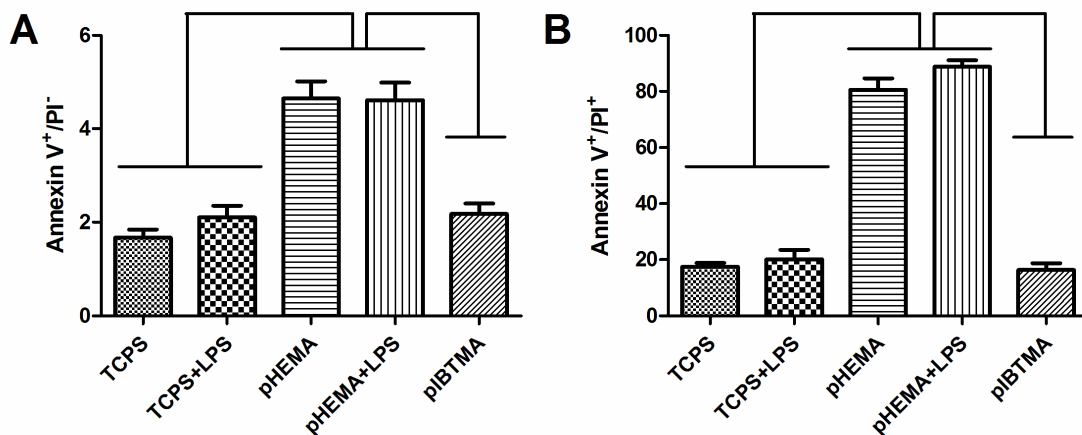 A
Annexin V+/PI-
6
4
2
0
TCPS
TCPS+LPS
pHEMA
pHEMA+LPS
pIBTMA
B
Annexin V+/PI+
100
80
60
40
20
0
TCPS
TCPS+LPS
pHEMA
pHEMA+LPS
pIBTMA